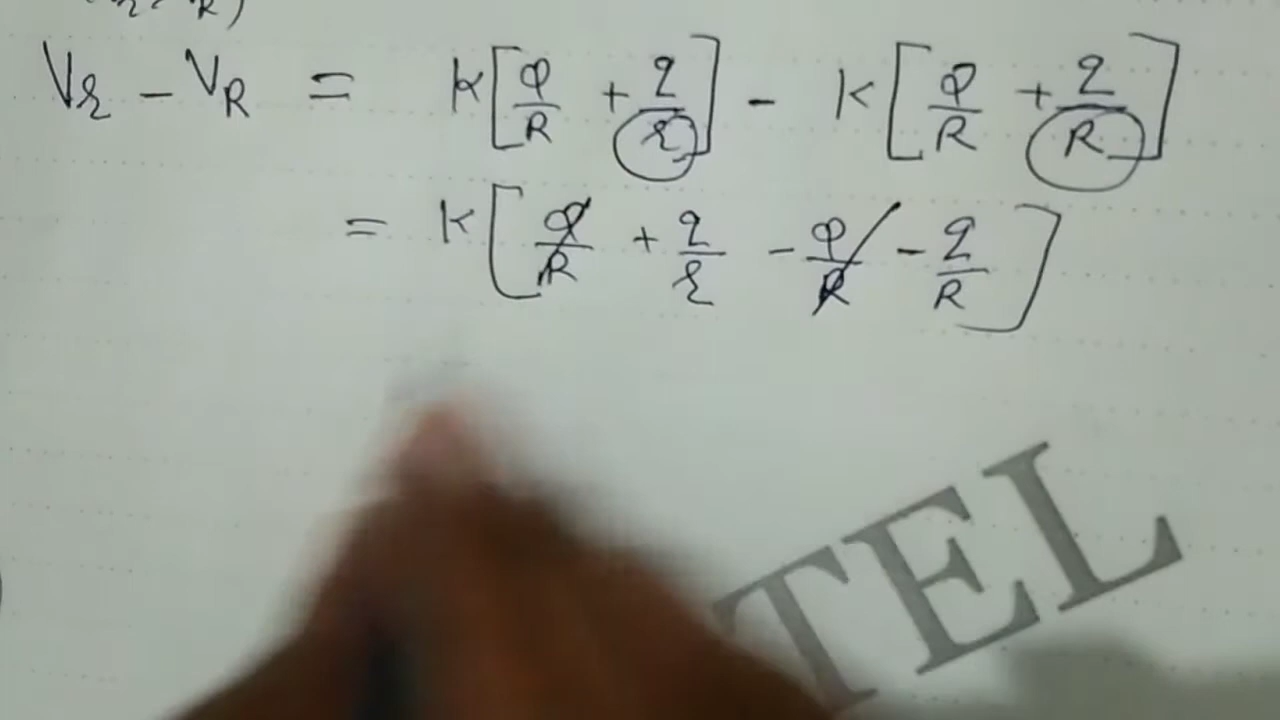 V_r - V_R = K[Q/R + q/r] - K[Q/R + q/R]
= K[Q/R + q/r - Q/R - q/R]
TEL